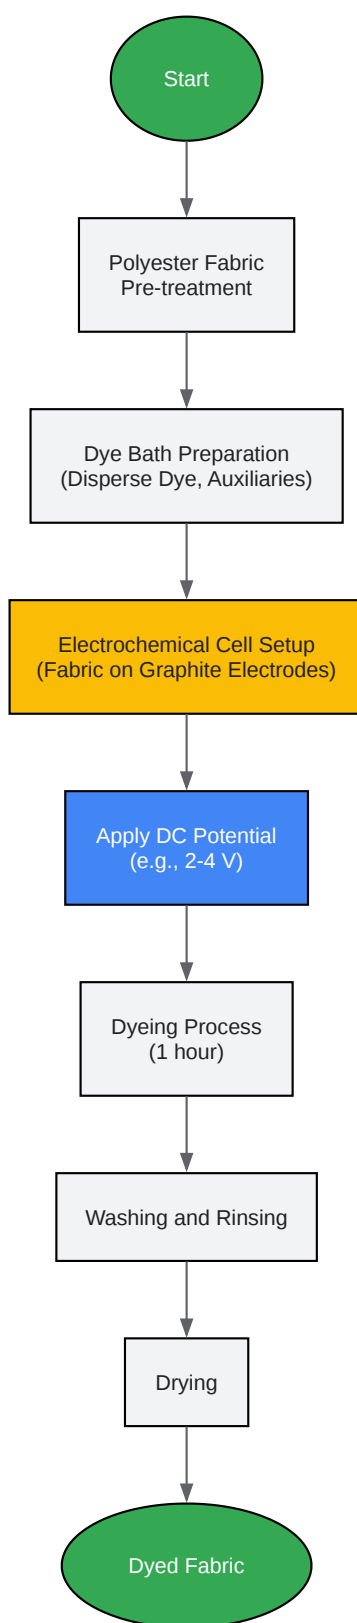 Start
Polyester Fabric
Pre-treatment
Dye Bath Preparation
(Disperse Dye, Auxiliaries)
Electrochemical Cell Setup
(Fabric on Graphite Electrodes)
Apply DC Potential
(e.g., 2-4 V)
Dyeing Process
(1 hour)
Washing and Rinsing
Drying
Dyed Fabric